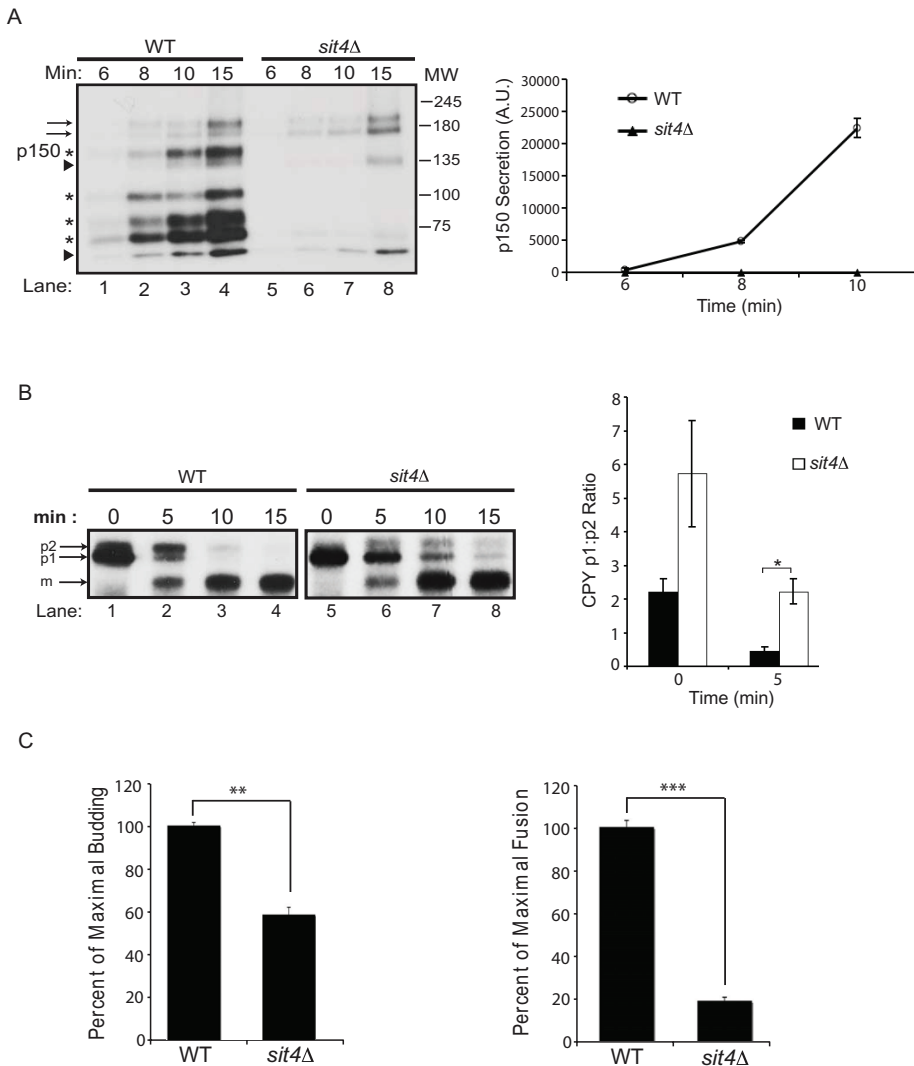 A
WT
sit4Δ
Min: 6 8 10 15 6 8 10 15 MW
245
180
p150 *
135
* 100
*
75
*
Lane: 1 2 3 4 5 6 7 8
p150 Secretion (A.U.)
30000
25000
20000
15000
10000
5000
0
WT
sit4Δ
6 8 10
Time (min)
B
WT
sit4Δ
min : 0 5 10 15 0 5 10 15
p2
p1
m
Lane: 1 2 3 4 5 6 7 8
CPY p1:p2 Ratio
8
7
6
5
4
3
2
1
0
WT
sit4Δ
*
0 5
Time (min)
C
Percent of Maximal Budding
120
100
80
60
40
20
0
**
WT sit4Δ
Percent of Maximal Fusion
120
100
80
60
40
20
0
***
WT sit4Δ